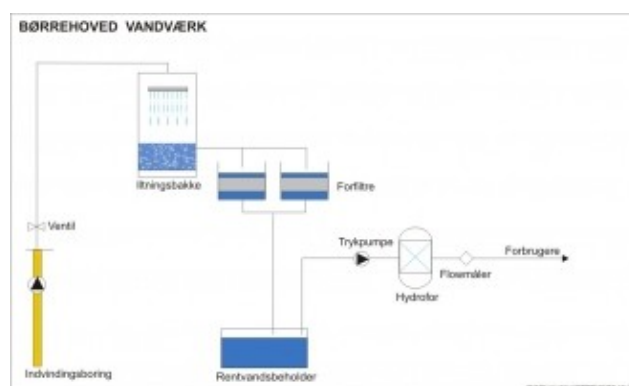 BØRREHOVED VANDVÆRK
Iltningsbakke
Forfiltre
Ventil
Trykpumpe
Forbrugere
Flowmåler
Hydrofor
Indvindingsboring
Rentvandsbeholder